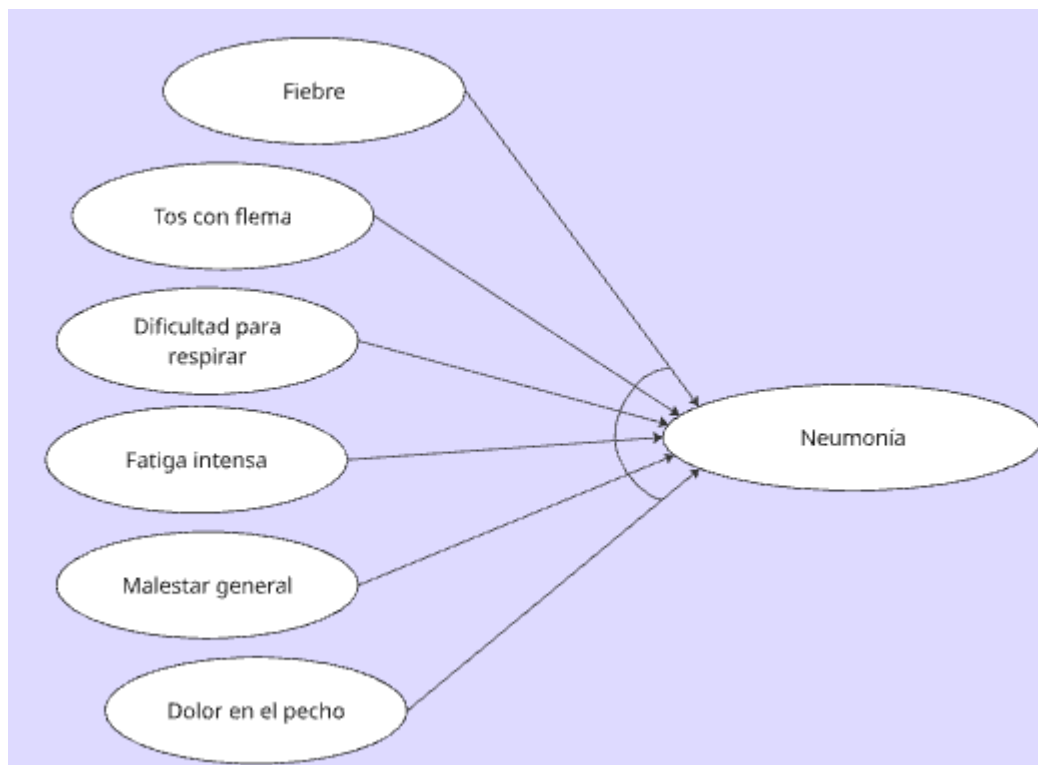 Fiebre
Tos con flema
Dificultad para
respirar
Fatiga intensa
Neumonía
Malestar general
Dolor en el pecho